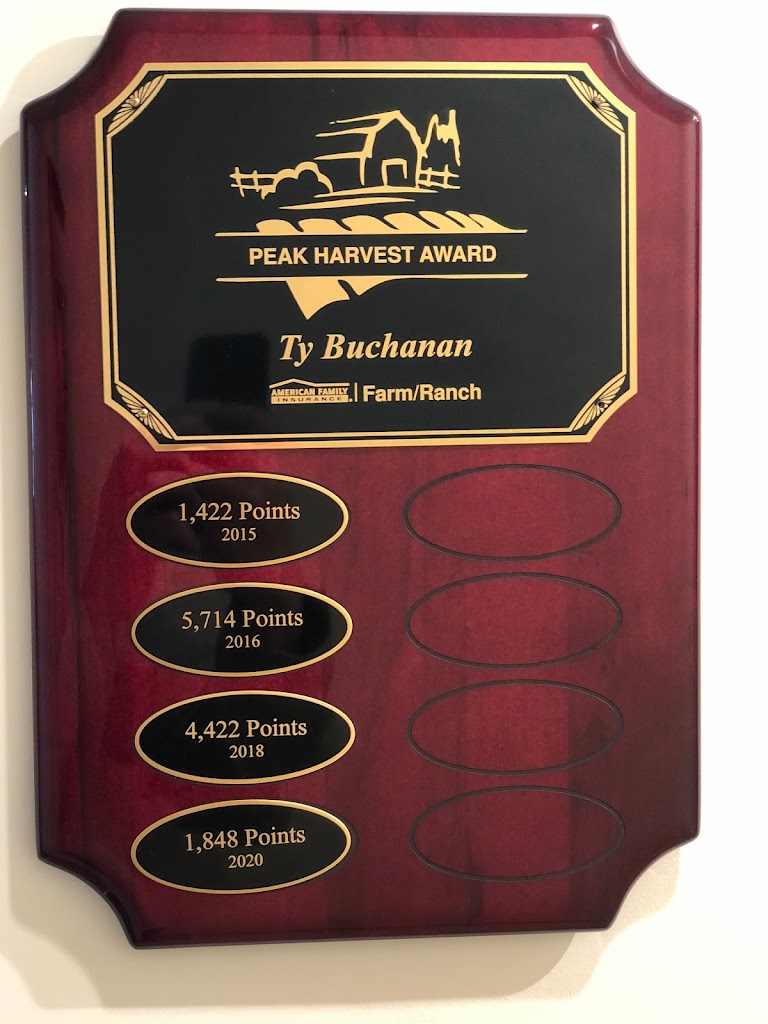 PEAK HARVEST AWARD
Ty Buchanan
AMERICAN FAMILY
INSURANCE
Farm/Ranch
1,422 Points
2015
5,714 Points
2016
4,422 Points
2018
1,848 Points
2020